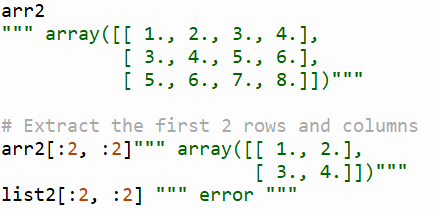 arr2
""" array([[ 1., 2., 3., 4.],
[ 3., 4., 5., 6.],
[ 5., 6., 7., 8.]])"""
# Extract the first 2 rows and columns
arr2[:2, :2]""" array([[ 1., 2.],
[ 3., 4.]])"""
list2[:2, :2] """ error """